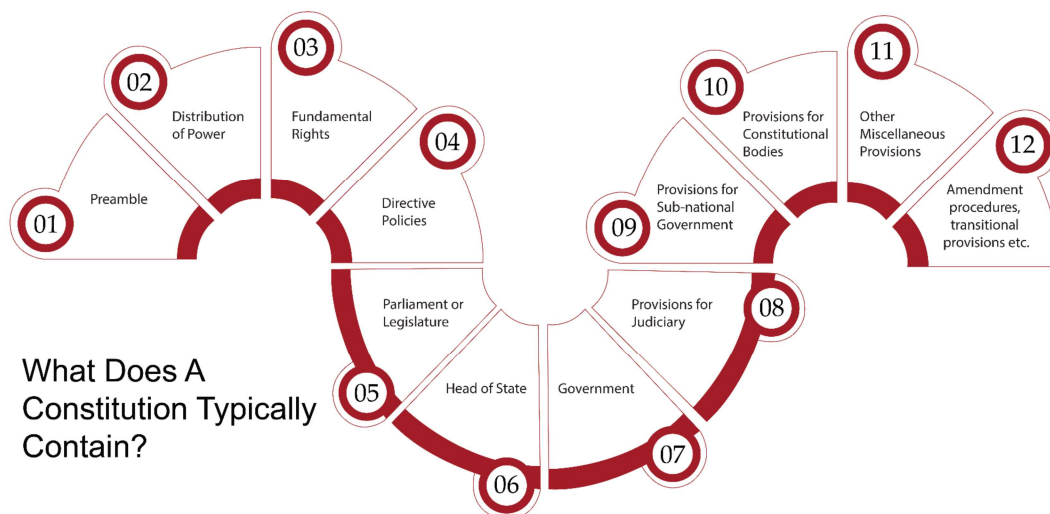 01
Preamble
02
Distribution
of Power
03
Fundamental
Rights
04
Directive
Policies
05
Parliament or
Legislature
06
Head of State
07
Government
08
Provisions for
Judiciary
09
Provisions for
Sub-national
Government
10
Provisions for
Constitutional
Bodies
11
Other
Miscellaneous
Provisions
12
Amendment
procedures,
transitional
provisions etc.
What Does A
Constitution Typically
Contain?